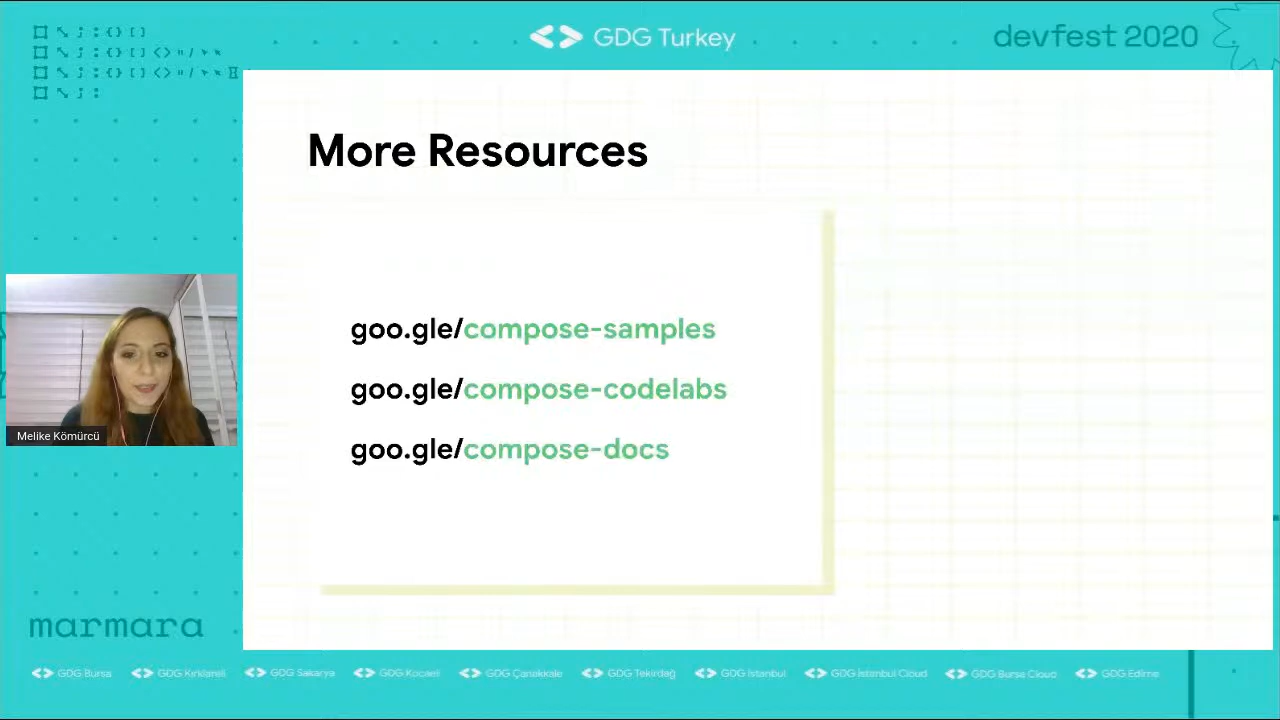 GDG Turkey
devfest 2020
More Resources
goo.gle/compose-samples
goo.gle/compose-codelabs
goo.gle/compose-docs
Melike Kömürcü
marmara
GDG Bursa
GDG Kırklareli
GDG Sakarya
GDG Kocaeli
GDG Çanakkale
GDG Tekirdağ
GDG İstanbul
GDG İstanbul Cloud
GDG Bursa Cloud
GDG Edirne